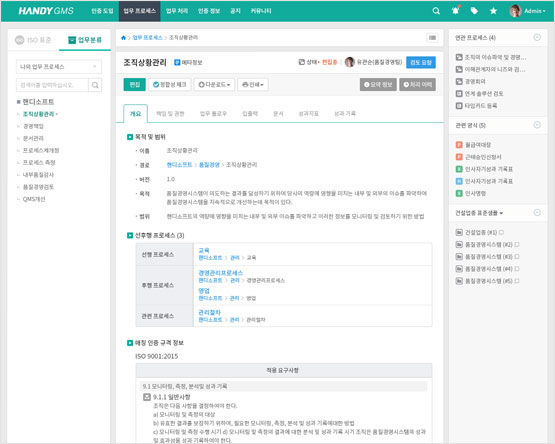 HANDY GMS
인증 도입
업무 프로세스
업무 처리
인증 정보
공지
커뮤니티
Admin
ISO 표준
업무분류
나의 업무 프로세스
검색어를 입력하십시오.
핸디소프트
조직상황관리
경영책임
문서관리
프로세스재개정
프로세스 측정
내부품질감사
품질경영검토
QMS개선
업무 프로세스 > 조직상황관리
조직상황관리
메타정보
상태 • 편집중
유관순(품질경영팀)
검토 요청
편집
정합성 체크
다운로드
인쇄
요약 정보
처리 이력
개요
책임 및 권한
업무 플로우
입출력
문서
성과지표
성과 기록
목적 및 범위
이름 조직상황관리
경로 핸디소프트 > 품질경영 > 조직상황관리
버전 1.0
목적 품질경영시스템이 의도하는 결과를 달성하기 위하여 당사의 역량에 영향을 미치는 내부 및 외부의 이슈를 파악하여
품질경영시스템을 지속적으로 개선하는데 목적이 있다.
범위 핸디소프트의 역량에 영향을 미치는 내부 및 외부 이슈를 파악하고 이러한 정보를 모니터링 및 검토하기 위한 방법
선후행 프로세스 (3)
선행 프로세스
교육
핸디소프트 > 관리 > 교육
후행 프로세스
경영관리프로세스
핸디소프트 > 관리 > 경영관리프로세스
영업
핸디소프트 > 관리 > 영업
관련 프로세스
관리절차
핸디소프트 > 관리 > 관리절차
매칭 인증 규격 정보
ISO 9001:2015
적용 요구사항
9.1 모니터링, 측정, 분석및 성과 기록
9.1.1 일반사항
조직은 다음 사항을 결정하여야 한다.
a) 모니터링 및 측정의 대상
b) 유효한 결과를 보장하기 위하여, 필요한 모니터링, 측정, 분석 및 성과 기록에대한 방법
c) 모니터링 및 측정 수행 시기 d) 모니터링 및 측정의 결과에 대한 분석 및 성과 기록 시기 조직은 품질경영시스템의 성과
및 효과성을 성과 기록하여야 한다.
연관 프로세스 (4)
조직의 이슈파악 및 경영...
이해관계자의 니즈와 검...
경영회의
연계 솔루션 검토
타임카드 등록
관련 양식 (5)
물급여대장
근태승인신청서
인사자기성과 기록표
인사자기성과 기록표
인사명령
건설업종 표준샘플
건설업종 (#1)
품질경영시스템 (#2)
품질경영시스템 (#3)
품질경영시스템 (#4)
품질경영시스템 (#5)